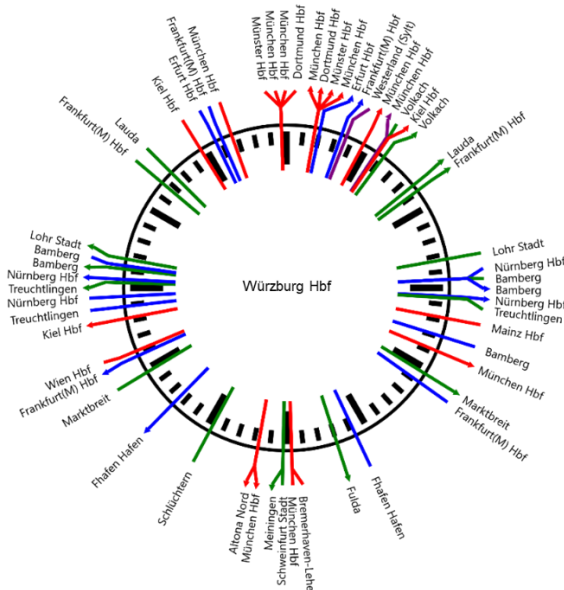 Münster Hbf
München Hbf
München Hbf
Dortmund Hbf
München Hbf
Dortmund Hbf
Münster Hbf
München Hbf
Erfurt Hbf
Frankfurt(M) Hbf
Westerland (Sylt)
München Hbf
München Hbf
Volkach
Kiel Hbf
Volkach
Lauda
Frankfurt(M) Hbf
Lohr Stadt
Nürnberg Hbf
Bamberg
Bamberg
Nürnberg Hbf
Treuchtlingen
Mainz Hbf
Bamberg
München Hbf
Marktbreit
Frankfurt(M) Hbf
Fhafen Hafen
Fulda
Bremerhaven-Lehe
München Hbf
Schweinfurt Stadt
Meiningen
München Hbf
Altona Nord
Schlüchtern
Fhafen Hafen
Marktbreit
Frankfurt(M) Hbf
Wien Hbf
Kiel Hbf
Treuchtlingen
Nürnberg Hbf
Treuchtlingen
Nürnberg Hbf
Bamberg
Bamberg
Lohr Stadt
Frankfurt(M) Hbf
Lauda
Kiel Hbf
Erfurt Hbf
Frankfurt(M) Hbf
München Hbf
Würzburg Hbf